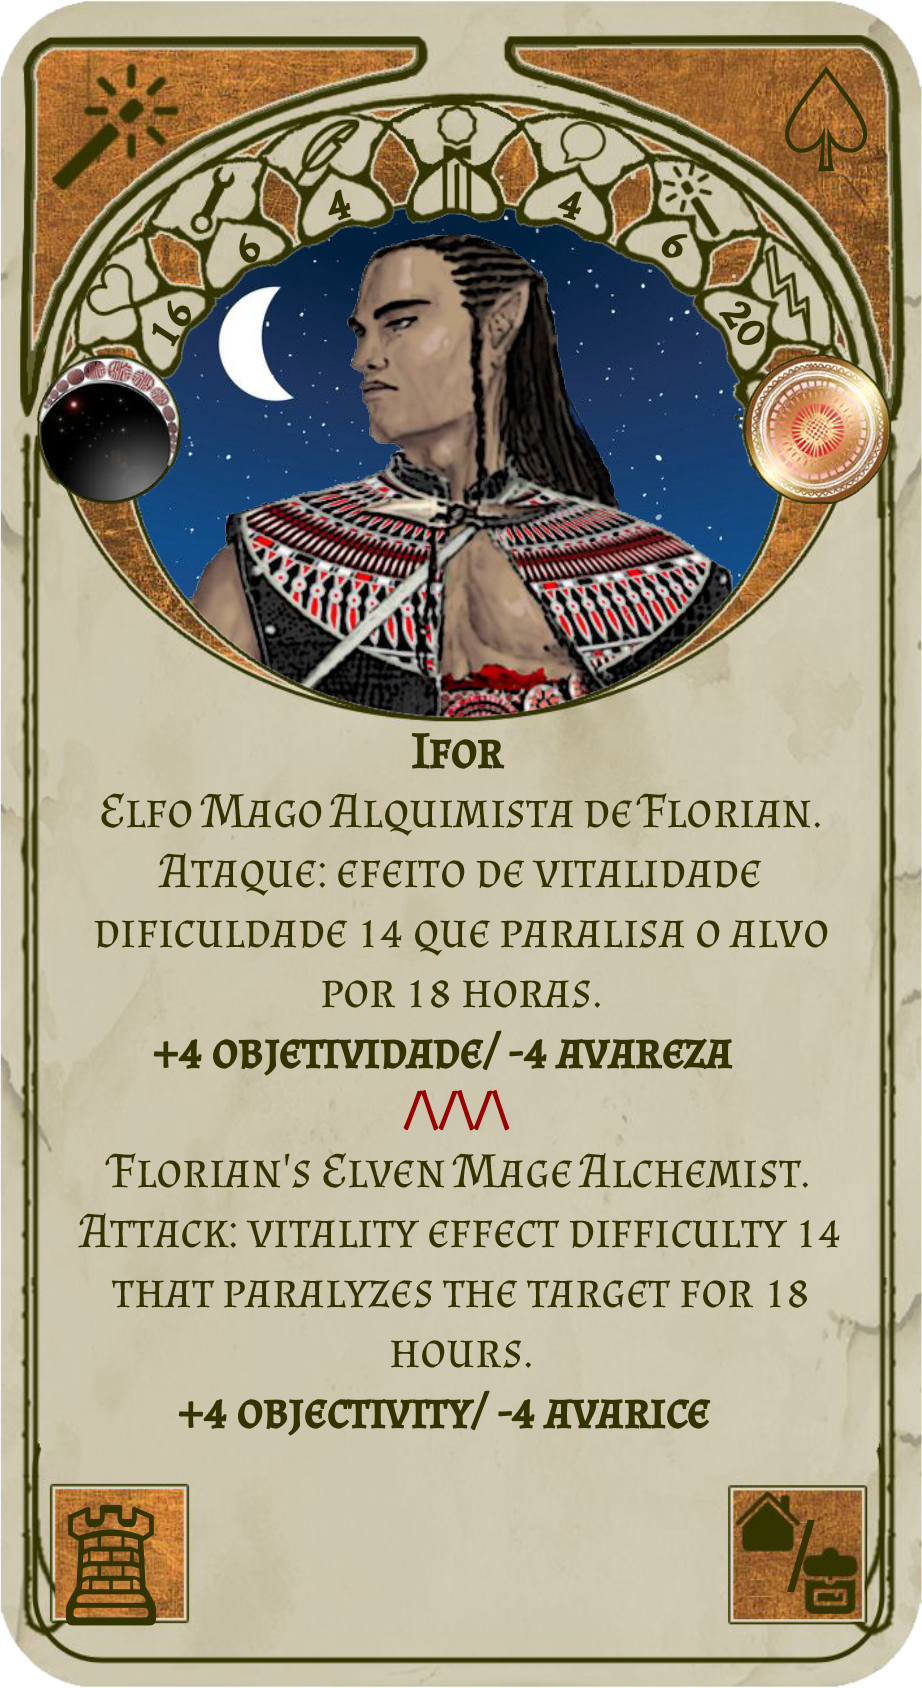 4
4
6
6
16
20
Ifor
Elfo Mago Alquimista de Florian.
Ataque: efeito de vitalidade
dificuldade 14 que paralisa o alvo
por 18 horas.
+4 objetividade/ -4 avareza
Florian's Elven Mage Alchemist.
Attack: vitality effect difficulty 14
that paralyzes the target for 18
hours.
+4 objectivity/ -4 avarice